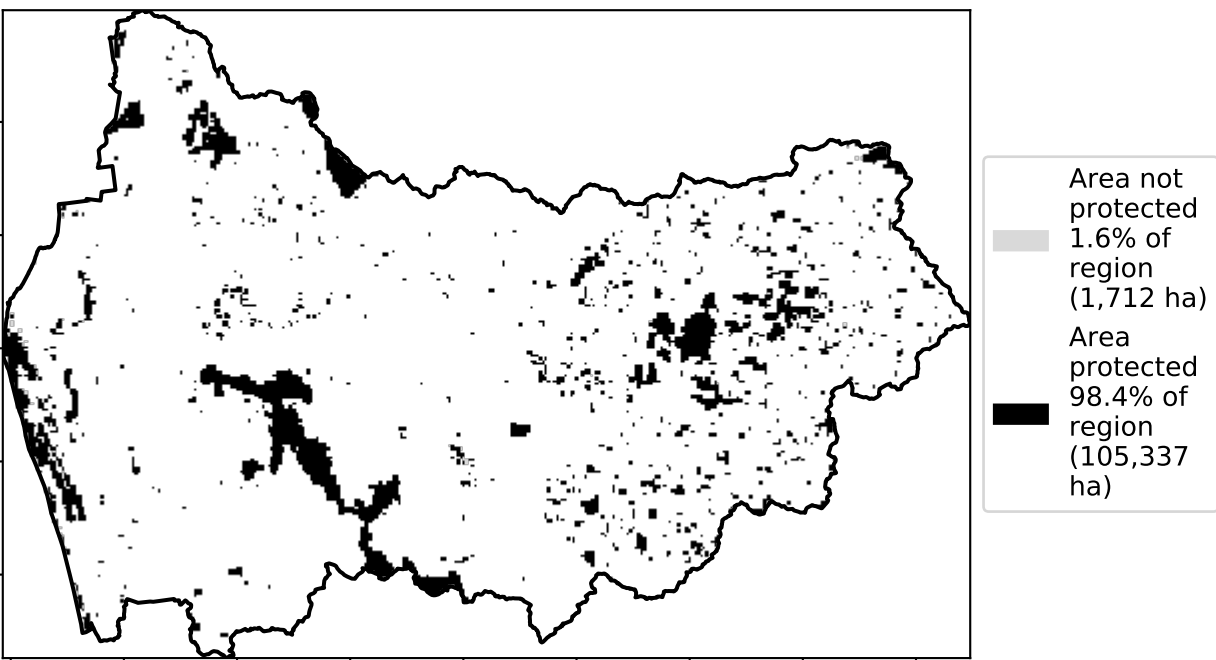 Area not
protected
1.6% of
region
(1,712 ha)
Area
protected
98.4% of
region
(105,337
ha)